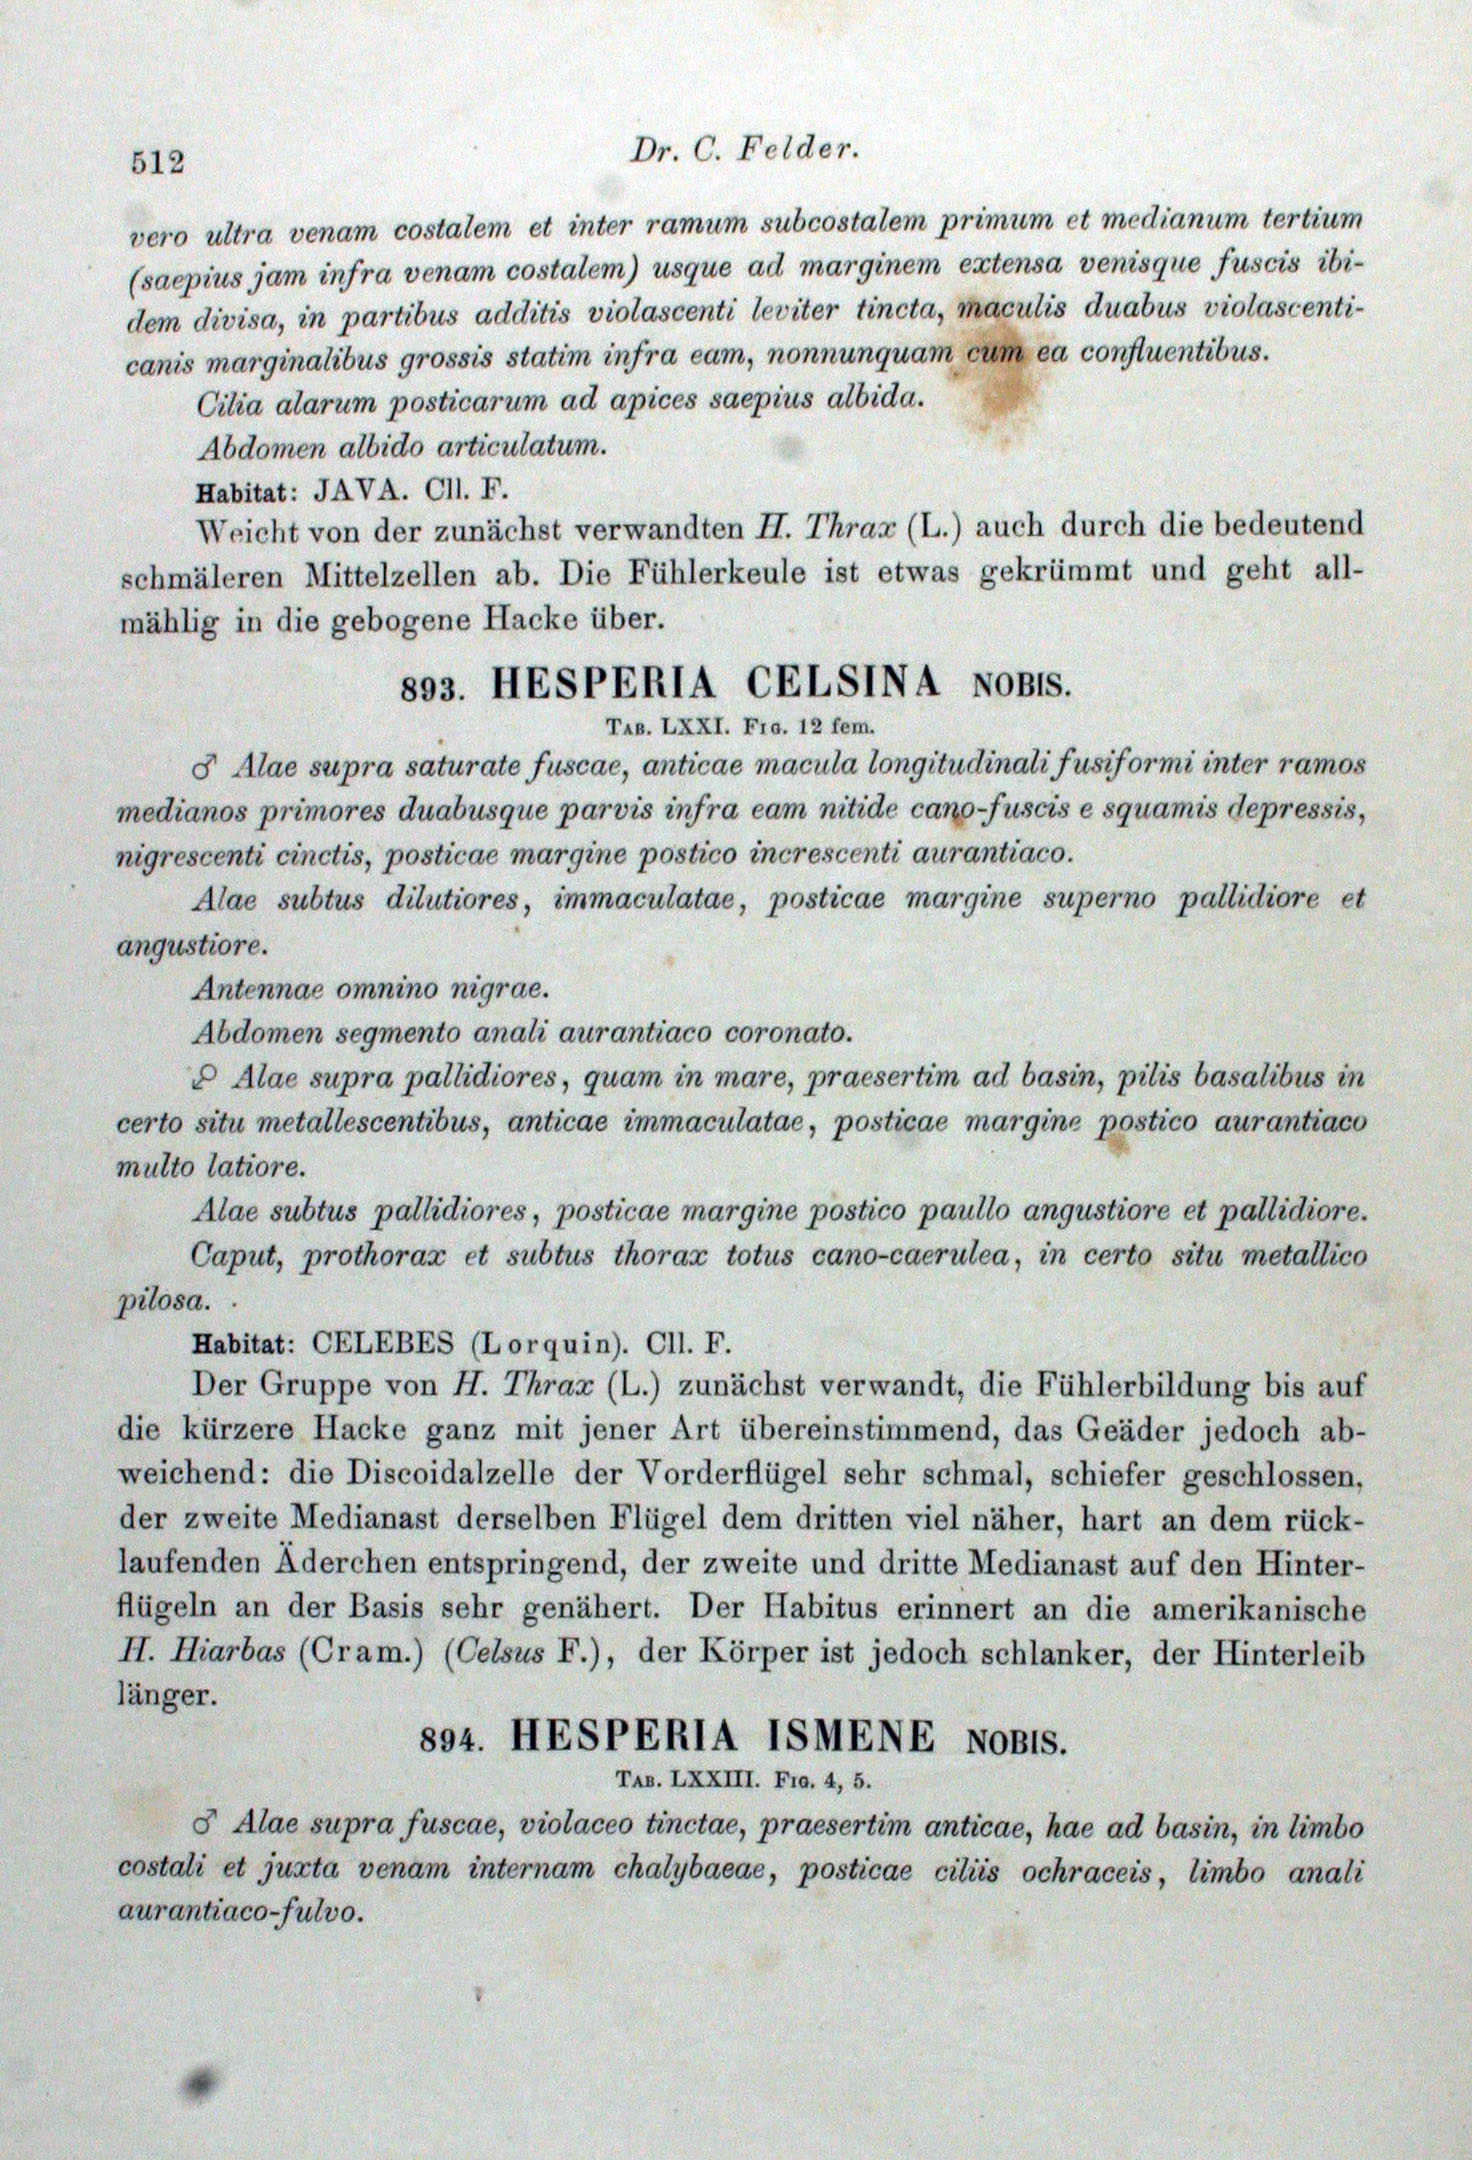 512
Dr. C. Felder.
vero ultra venam costalem et inter ramum subcostalem primum et medianum tertium
(saepius jam infra venam costalem) usque ad marginem extensa venisque fuscis ibi-
dem divisa, in partibus additis violascenti leviter tincta, maculis duabus violascenti-
canis marginalibus grossis statim infra eam, nonnunquam cum ea confluentibus.
Cilia alarum posticarum ad apices saepius albida.
Abdomen albido articulatum.
Habitat: JAVA. Cll. F.
Weicht von der zunächst verwandten H. Thrax (L.) auch durch die bedeutend
schmäleren Mittelzellen ab. Die Fühlerkeule ist etwas gekrümmt und geht all-
mählig in die gebogene Hacke über.
893. HESPERIA CELSINA NOBIS.
TAB. LXXI. FIG. 12 fem.
♂ Alae supra saturate fuscae, anticae macula longitudinali fusiformi inter ramos
medianos primores duabusque parvis infra eam nitide cano-fuscis e squamis depressis,
nigrescenti cinctis, posticae margine postico increscenti aurantiaco.
Alae subtus dilutiores, immaculatae, posticae margine superno pallidiore et
angustiore.
Antennae omnino nigrae.
Abdomen segmento anali aurantiaco coronato.
♀ Alae supra pallidiores, quam in mare, praesertim ad basin, pilis basalibus in
certo situ metallescentibus, anticae immaculatae, posticae margine postico aurantiaco
multo latiore.
Alae subtus pallidiores, posticae margine postico paullo angustiore et pallidiore.
Caput, prothorax et subtus thorax totus cano-caerulea, in certo situ metallico
pilosa.
Habitat: CELEBES (Lorquin). Cll. F.
Der Gruppe von H. Thrax (L.) zunächst verwandt, die Fühlerbildung bis auf
die kürzere Hacke ganz mit jener Art übereinstimmend, das Geäder jedoch ab-
weichend: die Discoidalzelle der Vorderflügel sehr schmal, schiefer geschlossen,
der zweite Medianast derselben Flügel dem dritten viel näher, hart an dem rück-
laufenden Äderchen entspringend, der zweite und dritte Medianast auf den Hinter-
flügeln an der Basis sehr genähert. Der Habitus erinnert an die amerikanische
H. Hiarbas (Cram.) (Celsus F.), der Körper ist jedoch schlanker, der Hinterleib
länger.
894. HESPERIA ISMENE NOBIS.
TAB. LXXIII. FIG. 4, 5.
♂ Alae supra fuscae, violaceo tinctae, praesertim anticae, hae ad basin, in limbo
costali et juxta venam internam chalybaeae, posticae ciliis ochraceis, limbo anali
aurantiaco-fulvo.